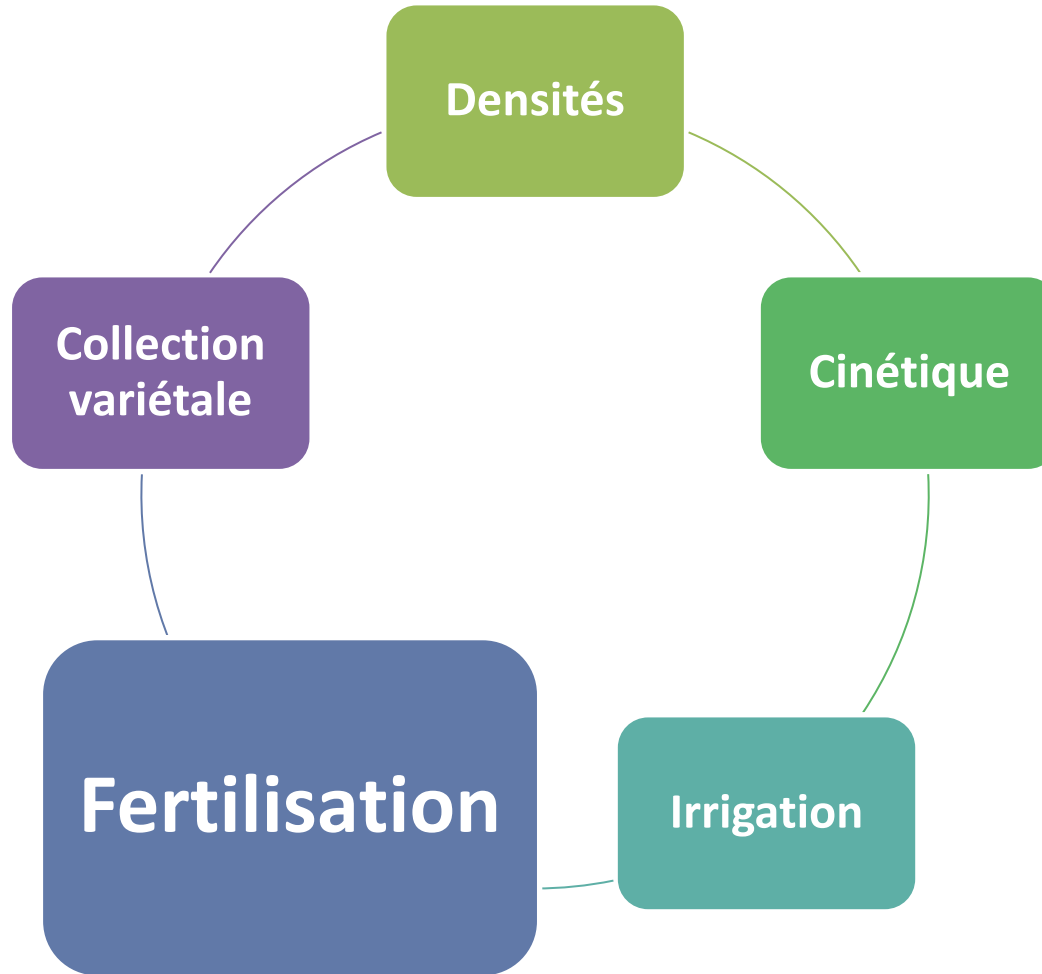 Densités
Collection
variétale
Cinétique
Fertilisation
Irrigation